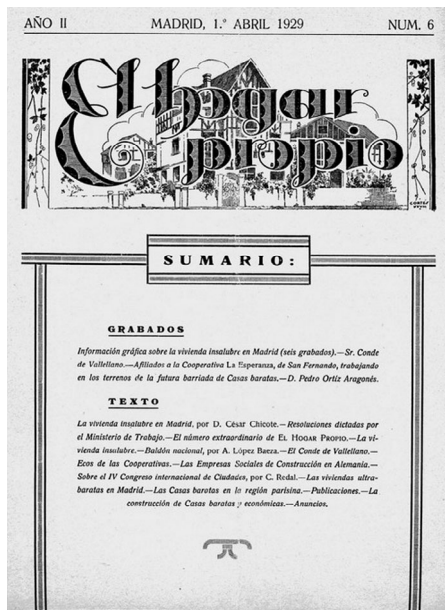 AÑO II MADRID, 1.º ABRIL 1929 NUM. 6
El hogar
propio
SUMARIO:
GRABADOS
Información gráfica sobre la vivienda insalubre en Madrid (seis grabados).—Sr. Conde
de Vallellano.—Afiliados a la Cooperativa La Esperanza, de San Fernando, trabajando
en los terrenos de la futura barriada de Casas baratas.—D. Pedro Ortiz Aragonés.
TEXTO
La vivienda insalubre en Madrid, por D. César Chicote.—Resoluciones dictadas por
el Ministerio de Trabajo.—El número extraordinario de EL HOGAR PROPIO.—La vi-
vienda insalubre.—Baldón nacional, por A. López Baeza.—El Conde de Vallellano.—
Ecos de las Cooperativas.—Las Empresas Sociales de Construcción en Alemania.—
Sobre el IV Congreso internacional de Ciudades, por C. Redal.—Las viviendas ultra-
baratas en Madrid.—Las Casas baratas en la región parisina.—Publicaciones.—La
construcción de Casas baratas y económicas.—Anuncios.